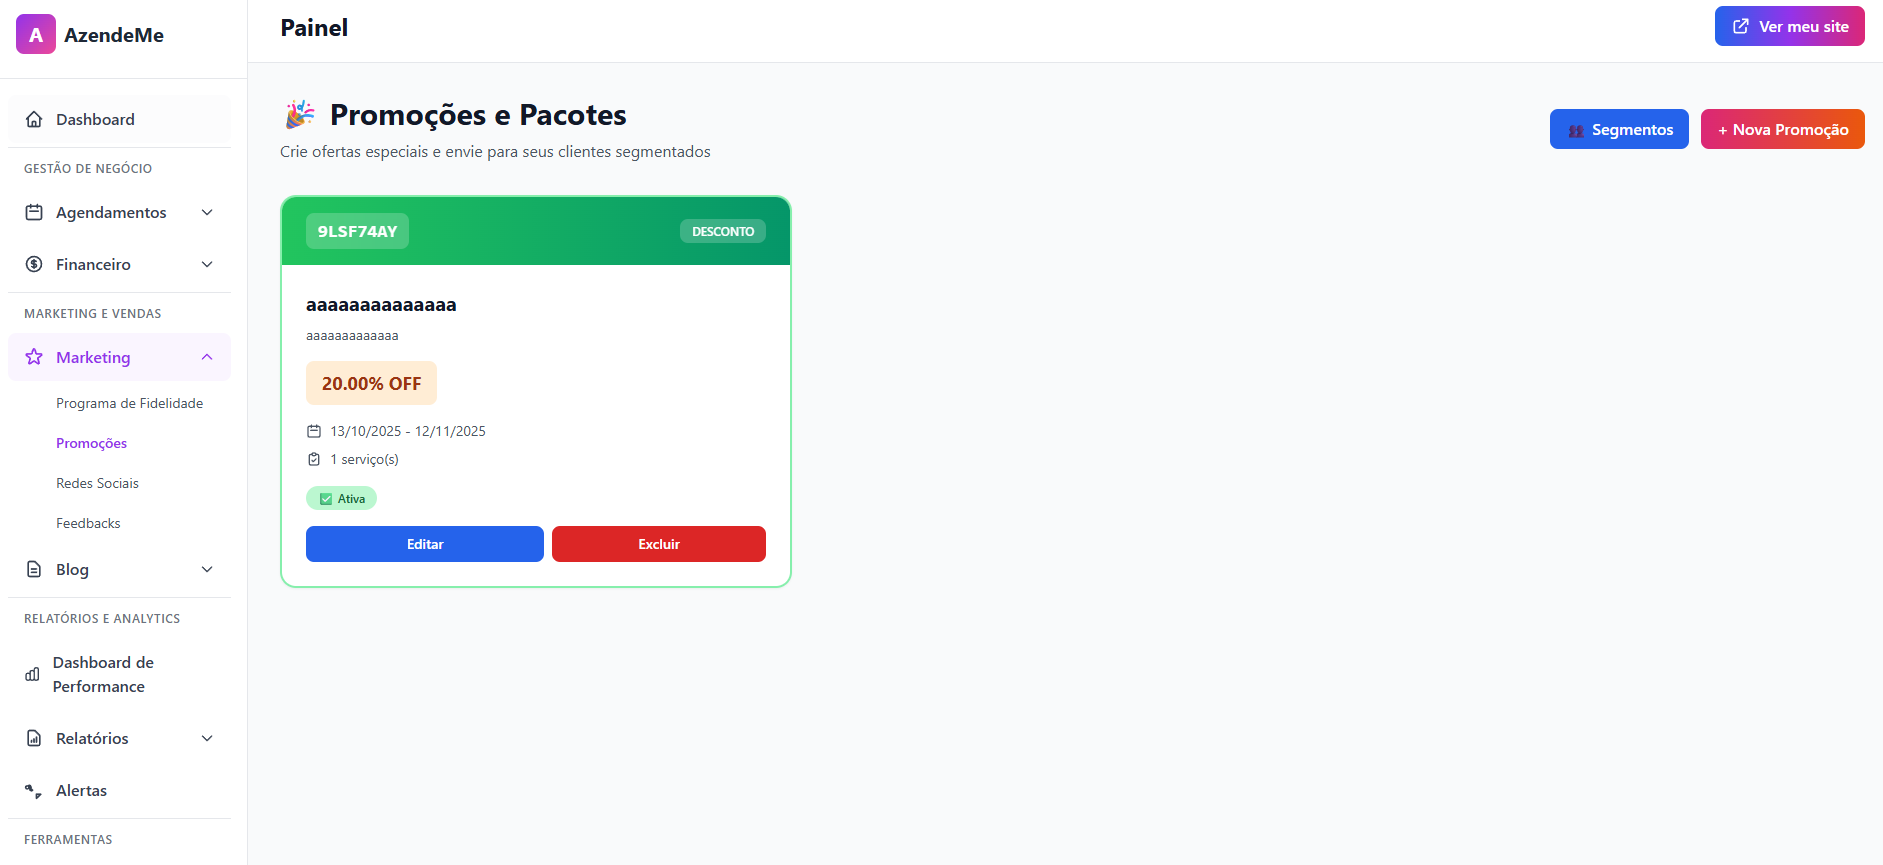 A AzendeMe
Dashboard
GESTÃO DE NEGÓCIO
Agendamentos
Financeiro
MARKETING E VENDAS
Marketing
Programa de Fidelidade
Promoções
Redes Sociais
Feedbacks
Blog
RELATÓRIOS E ANALYTICS
Dashboard de
Performance
Relatórios
Alertas
FERRAMENTAS
Painel
Ver meu site
Promoções e Pacotes
Crie ofertas especiais e envie para seus clientes segmentados
Segmentos
+ Nova Promoção
9LSF74AY
DESCONTO
aaaaaaaaaaaaaa
aaaaaaaaaaaaa
20.00% OFF
13/10/2025 - 12/11/2025
1 serviço(s)
Ativa
Editar
Excluir